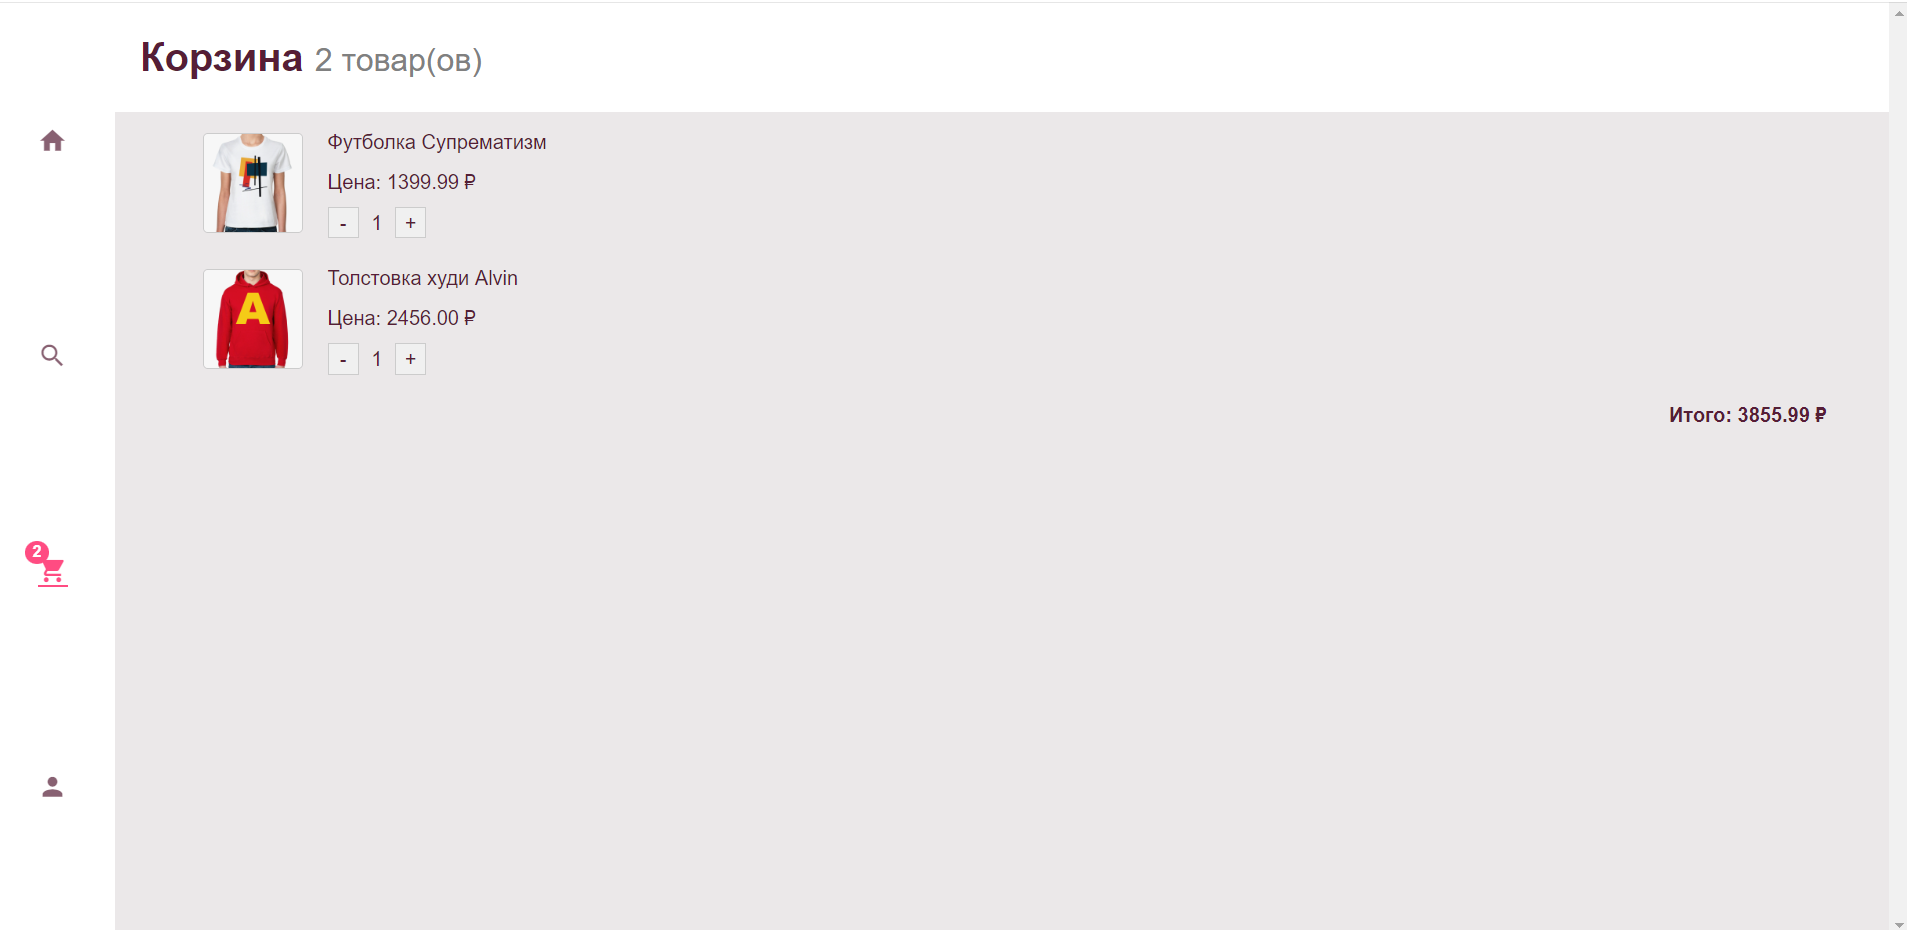 Корзина 2 товар(ов)
Футболка Супрематизм
Цена: 1399.99 ₽
- 1 +
Толстовка худи Alvin
A
Цена: 2456.00 ₽
- 1 +
Итого: 3855.99 ₽
2